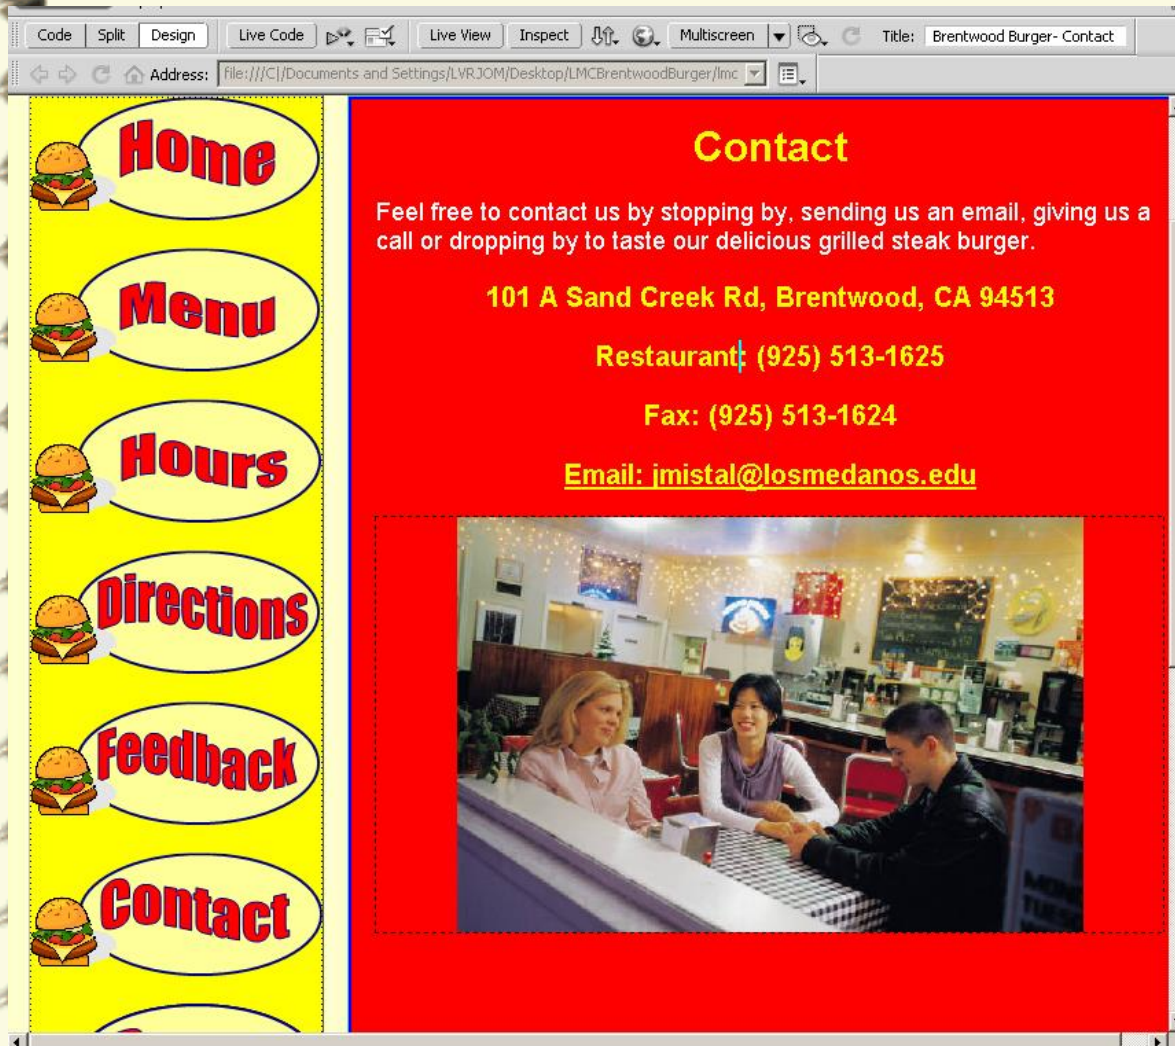 Code Split Design Live Code Live View Inspect Multiscreen Title: Brentwood Burger- Contact
Address: file:///C|/Documents and Settings/LVRJOM/Desktop/LMCBrentwoodBurger/lmc
Home
Menu
Hours
Directions
Feedback
Contact
Contact
Feel free to contact us by stopping by, sending us an email, giving us a
call or dropping by to taste our delicious grilled steak burger.
101 A Sand Creek Rd, Brentwood, CA 94513
Restaurant: (925) 513-1625
Fax: (925) 513-1624
Email: jmistal@losmedanos.edu